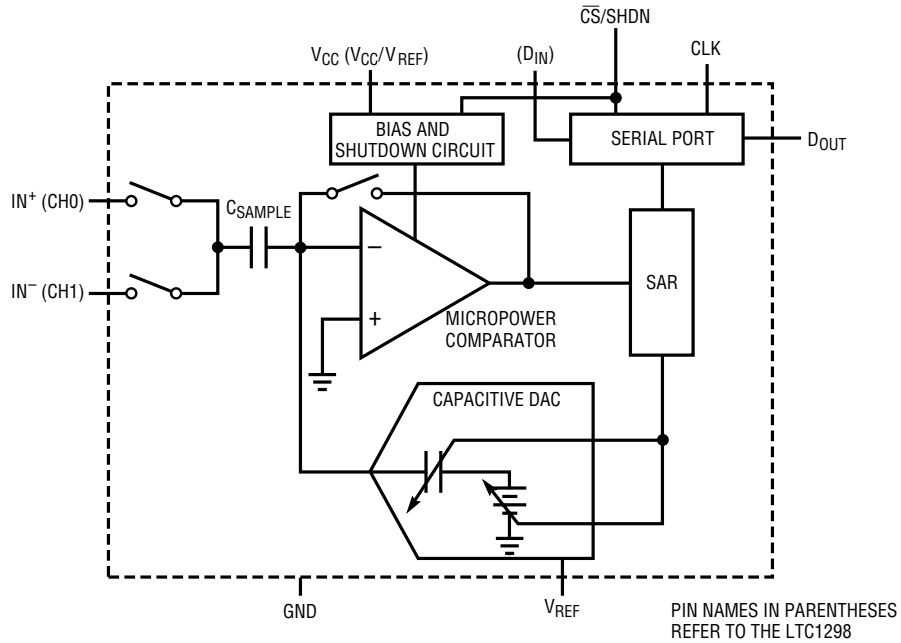 C̅S̅/SHDN
VCC (VCC/VREF)
(DIN)
CLK
BIAS AND
SHUTDOWN CIRCUIT
SERIAL PORT
DOUT
IN+ (CH0)
CSAMPLE
IN– (CH1)
−
+
SAR
MICROPOWER
COMPARATOR
CAPACITIVE DAC
GND
VREF
PIN NAMES IN PARENTHESES
REFER TO THE LTC1298